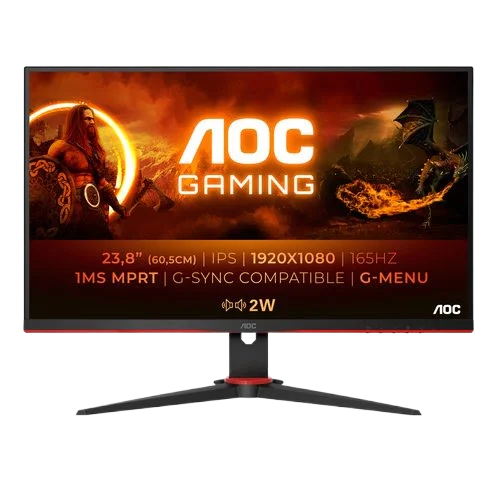 AOC
GAMING
23,8" (60,5CM) | IPS | 1920X1080 | 165HZ
1MS MPRT | G-SYNC COMPATIBLE | G-MENU
2W
AOC
AOC